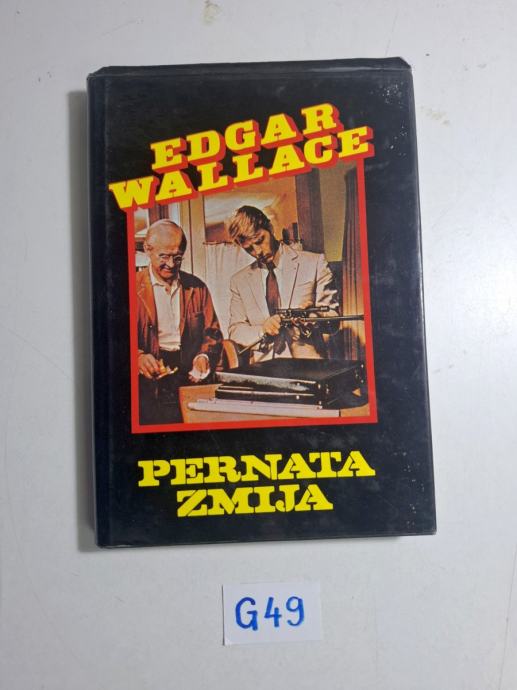 EDGAR
WALLACE
PERNATA
ZMIJA
G49